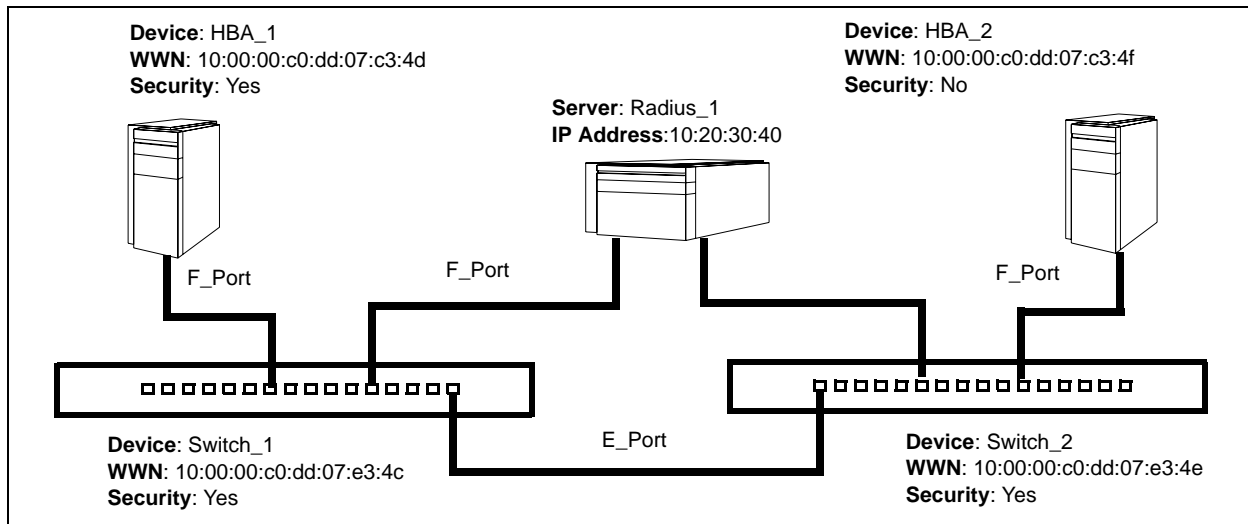 Device: HBA_1
WWN: 10:00:00:c0:dd:07:c3:4d
Security: Yes
Device: HBA_2
WWN: 10:00:00:c0:dd:07:c3:4f
Security: No
Server: Radius_1
IP Address:10:20:30:40
F_Port
F_Port
F_Port
E_Port
Device: Switch_1
WWN: 10:00:00:c0:dd:07:e3:4c
Security: Yes
Device: Switch_2
WWN: 10:00:00:c0:dd:07:e3:4e
Security: Yes